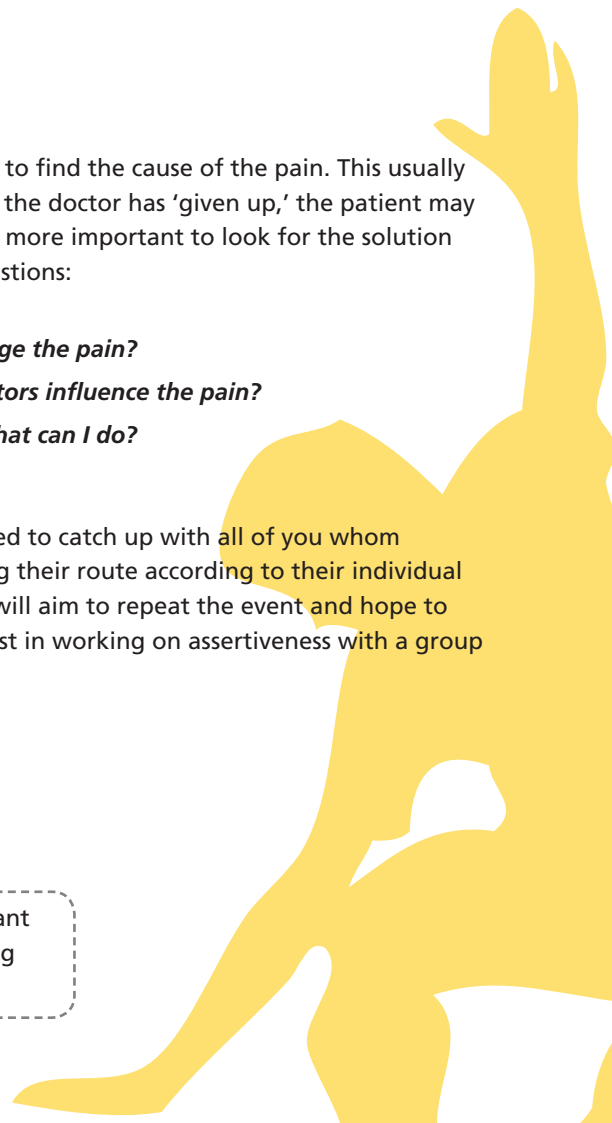 to find the cause of the pain. This usually
the doctor has ‘given up,’ the patient may
more important to look for the solution
estions:
ge the pain?
tors influence the pain?
hat can I do?
ed to catch up with all of you whom
g their route according to their individual
will aim to repeat the event and hope to
st in working on assertiveness with a group
ant
g